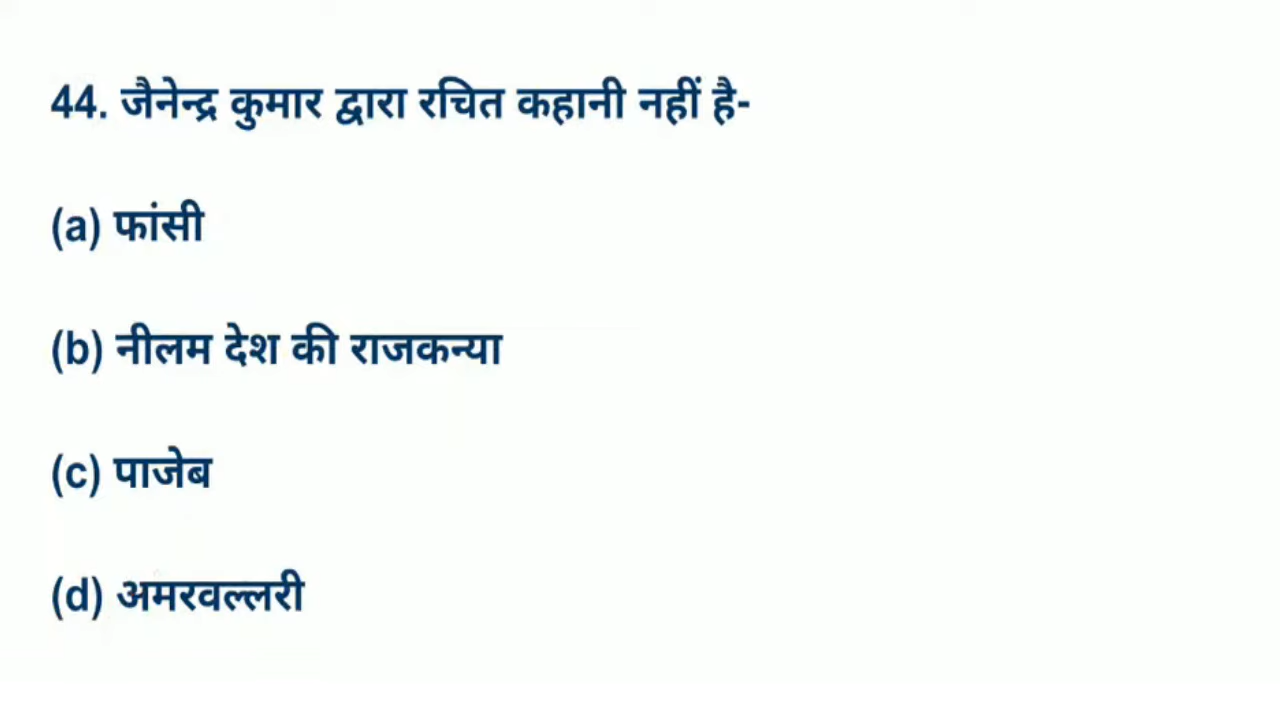 44. जैनेन्द्र कुमार द्वारा रचित कहानी नहीं है-
(a) फांसी
(b) नीलम देश की राजकन्या
(c) पाजेब
(d) अमरवल्लरी